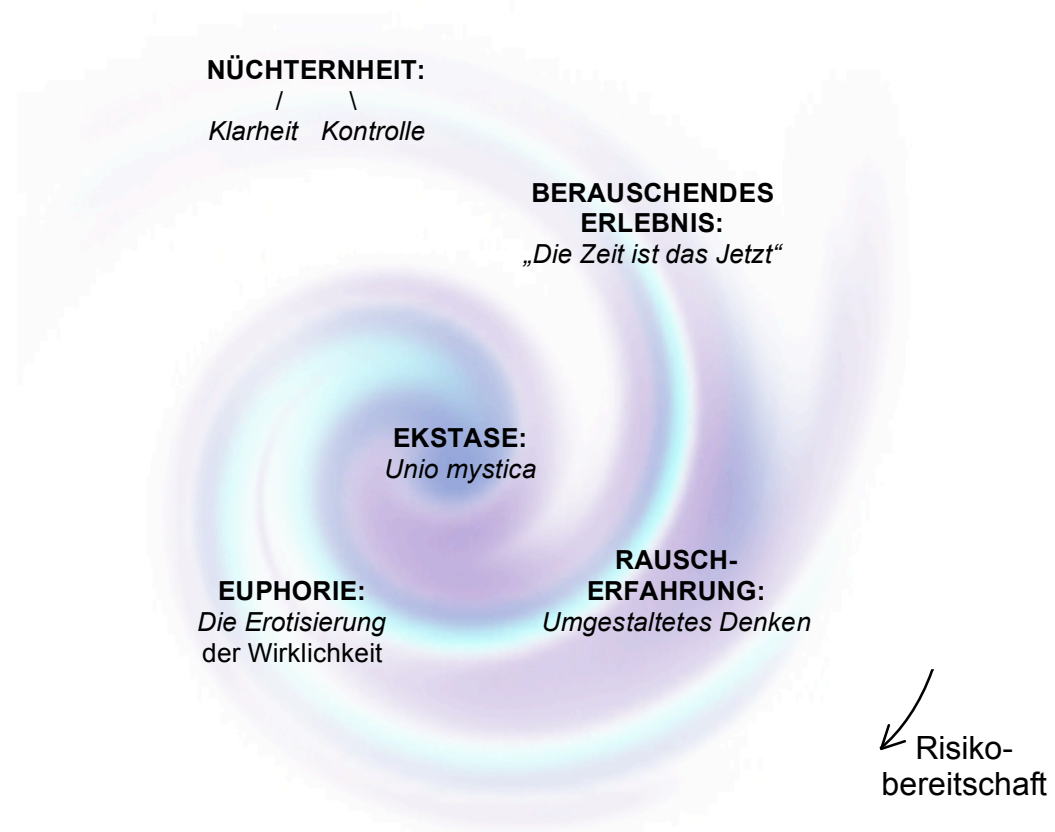 NÜCHTERNHEIT:
/ \
Klarheit Kontrolle
BERAUSCHENDES
ERLEBNIS:
„Die Zeit ist das Jetzt“
EKSTASE:
Unio mystica
RAUSCH-
ERFAHRUNG:
Umgestaltetes Denken
EUPHORIE:
Die Erotisierung
der Wirklichkeit
Risiko-
bereitschaft